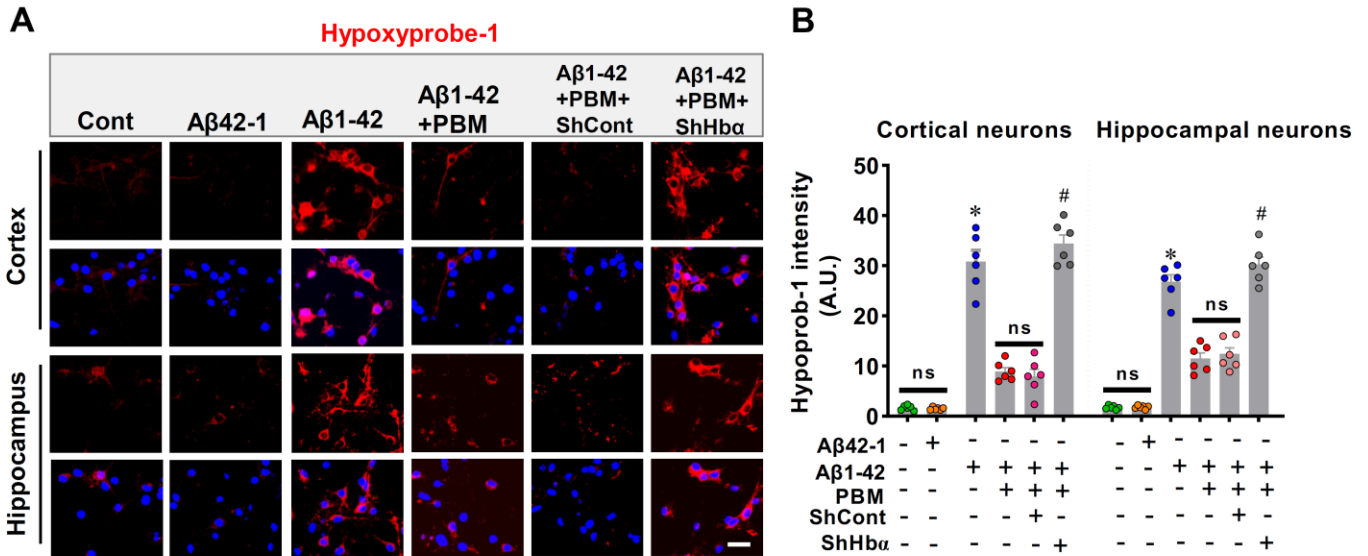 A
Hypoxyprobe-1
Cont
Aβ42-1
Aβ1-42
Aβ1-42
+PBM
Aβ1-42
+PBM+
ShCont
Aβ1-42
+PBM+
ShHbα
Cortex
Hippocampus
B
Cortical neurons
Hippocampal neurons
Hypoprob-1 intensity
(A.U.)
50
40
30
20
10
0
ns
*
ns
#
ns
*
ns
#
Aβ42-1 - + - - - - - + - - - -
Aβ1-42 - - + + + + - - + + + +
PBM - - - + + + - - - + + +
ShCont - - - - + - - - - - + -
ShHbα - - - - - + - - - - - +